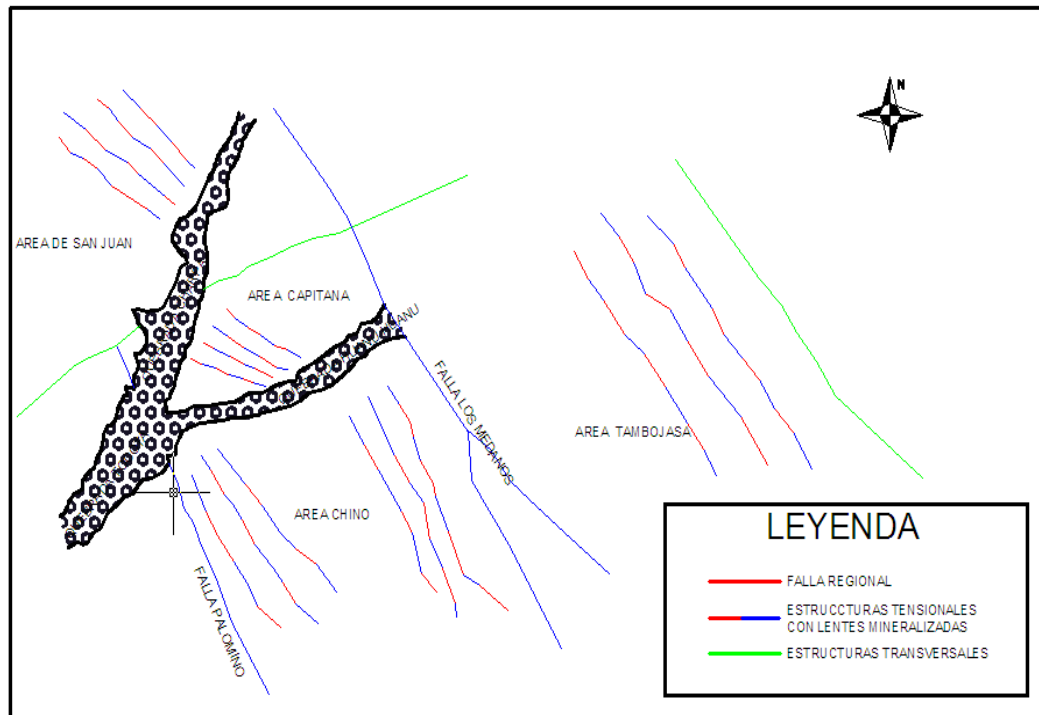 N
AREA DE SAN JUAN
AREA CAPITANA
FALLA LOS MEDANOS
AREA TAMBOJASA
AREA CHINO
FALLA PALOMINO
LEYENDA
FALLA REGIONAL
ESTRUCCTURAS TENSIONALES
CON LENTES MINERALIZADAS
ESTRUCTURAS TRANSVERSALES